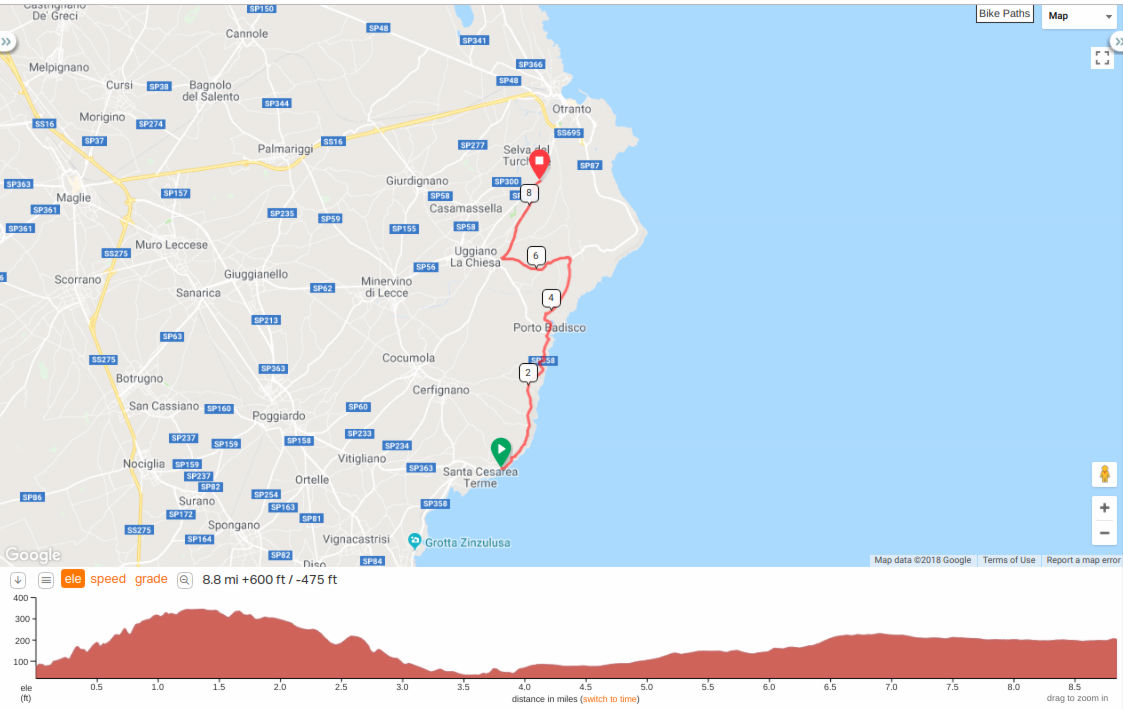 Castrignano
De' Greci
SP150
Cannole
SP48
SP341
Bike Paths
Map
Melpignano
SP366
SP48
Cursi
SP38
Bagnolo
del Salento
SP344
Otranto
Morigino
SS16
SP274
SS695
SP37
SS16
SP277
Palmariggi
Selva del
SP87
SP363
Giurdignano
SP300
Maglie
SP157
SP58
8
SP361
Casamassella
SP235
SP59
SP361
SP155
SP58
Muro Leccese
SS275
Uggiano
La Chiesa
6
SP56
Giuggianello
Scorrano
Minervino
di Lecce
SP62
Sanarica
4
SP213
Porto Badisco
SP63
SS275
Cocumola
SP363
2
Botrugno
Cerfignano
San Cassiano
SP160
SP60
Poggiardo
SP237
SP159
SP158
SP233
SP234
Nociglia
SP159
Vitigliano
SP363
Santa Cesarea
Terme
SP237
SP82
Ortelle
SP86
SP254
Surano
SP163
SP358
SP172
SP81
Spongano
SS275
SP164
Vignacastrisi
Grotta Zinzulusa
Google
SP82
Diso
SP84
Map data ©2018 Google
Terms of Use
Report a map error
ele speed grade 8.8 mi +600 ft / -475 ft
400
300
200
100
ele
(ft)
0.5 1.0 1.5 2.0 2.5 3.0 3.5 4.0 4.5 5.0 5.5 6.0 6.5 7.0 7.5 8.0 8.5
distance in miles (switch to time)
drag to zoom in